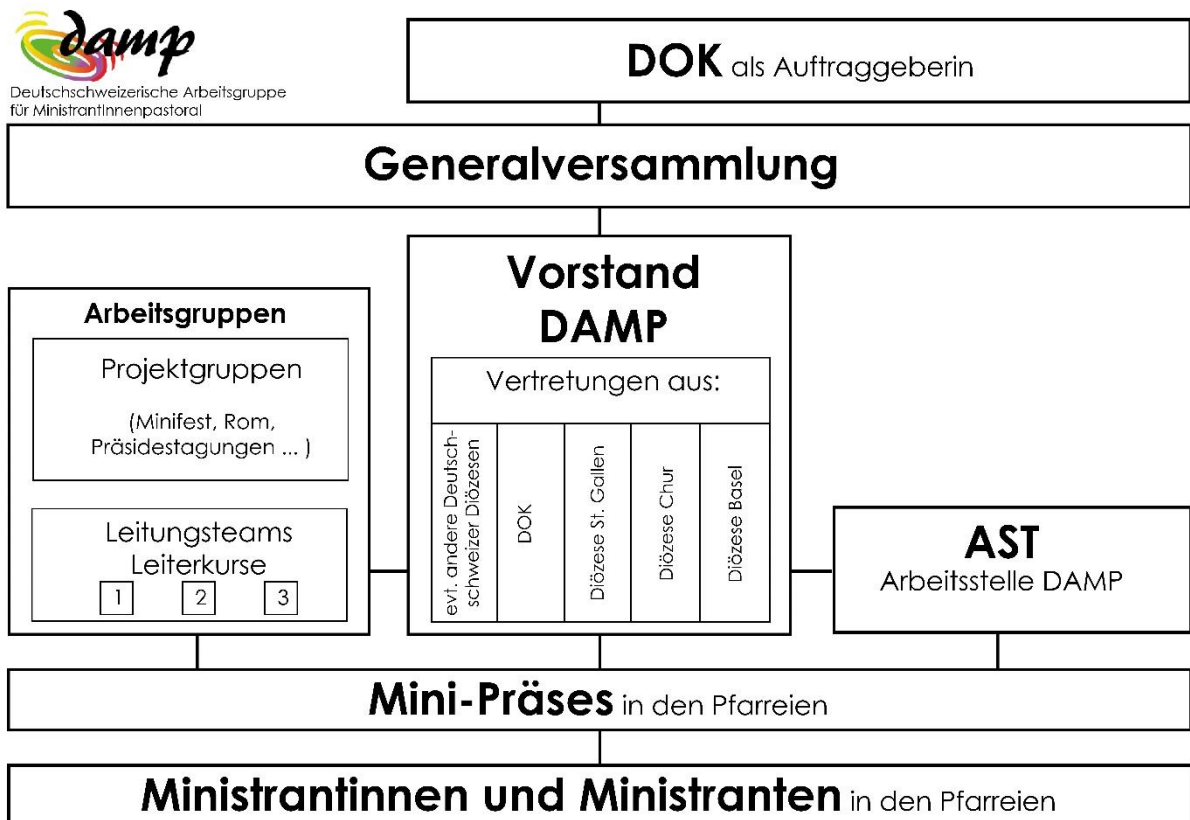 damp
Deutschschweizerische Arbeitsgruppe
für MinistrantInnenpastoral
DOK als Auftraggeberin
Generalversammlung
Arbeitsgruppen
Projektgruppen
(Minifest, Rom,
Präsidestagungen ... )
Leitungsteams
Leiterkurse
1 2 3
Vorstand
DAMP
Vertretungen aus:
evt. andere Deutsch-
schweizer Diözesen
DOK
Diözese St. Gallen
Diözese Chur
Diözese Basel
AST
Arbeitsstelle DAMP
Mini-Präses in den Pfarreien
Ministrantinnen und Ministranten in den Pfarreien